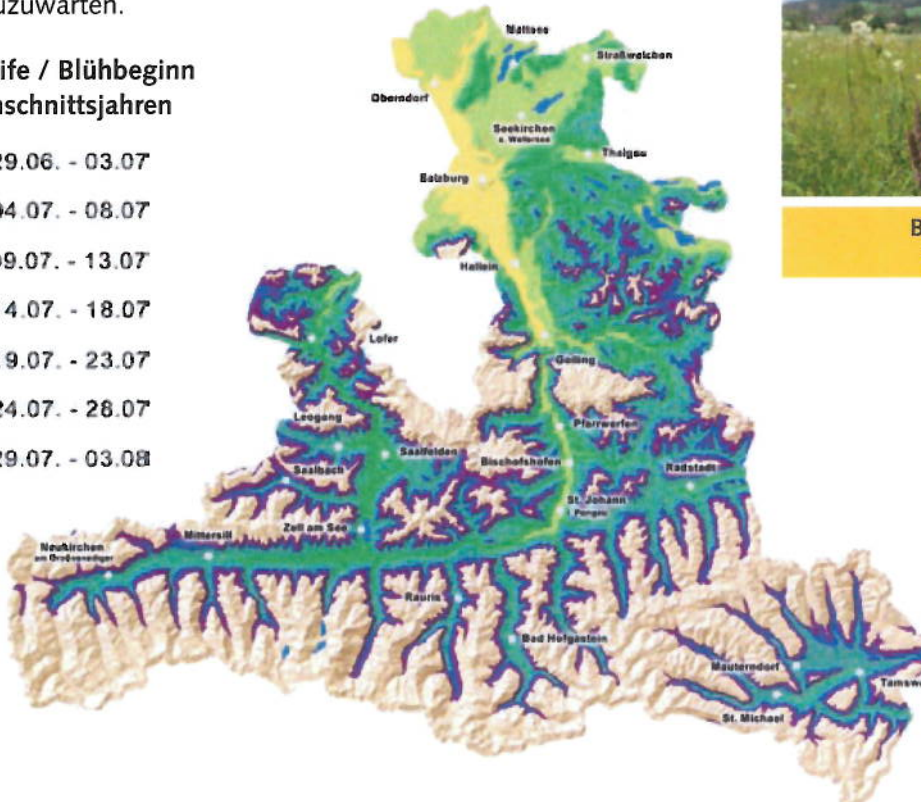 uzuwarten.
ife / Blühbeginn
nschnittsjahren
29.06. - 03.07
04.07. - 08.07
09.07. - 13.07
14.07. - 18.07
19.07. - 23.07
24.07. - 28.07
29.07. - 03.08
Mattsee
Straßwalchen
Oberndorf
Seekirchen
a. Wallersee
Thalgau
Salzburg
B
Hallein
Lofer
Golling
Leogang
Pfarrwerfen
Saalfelden
Bischofshofen
Saalbach
Radstadt
St. Johann
i. Pongau
Zell am See
Mittersill
Neukirchen
am Großvenediger
Rauris
Bad Hofgastein
Mauterndorf
Tamsw
St. Michael